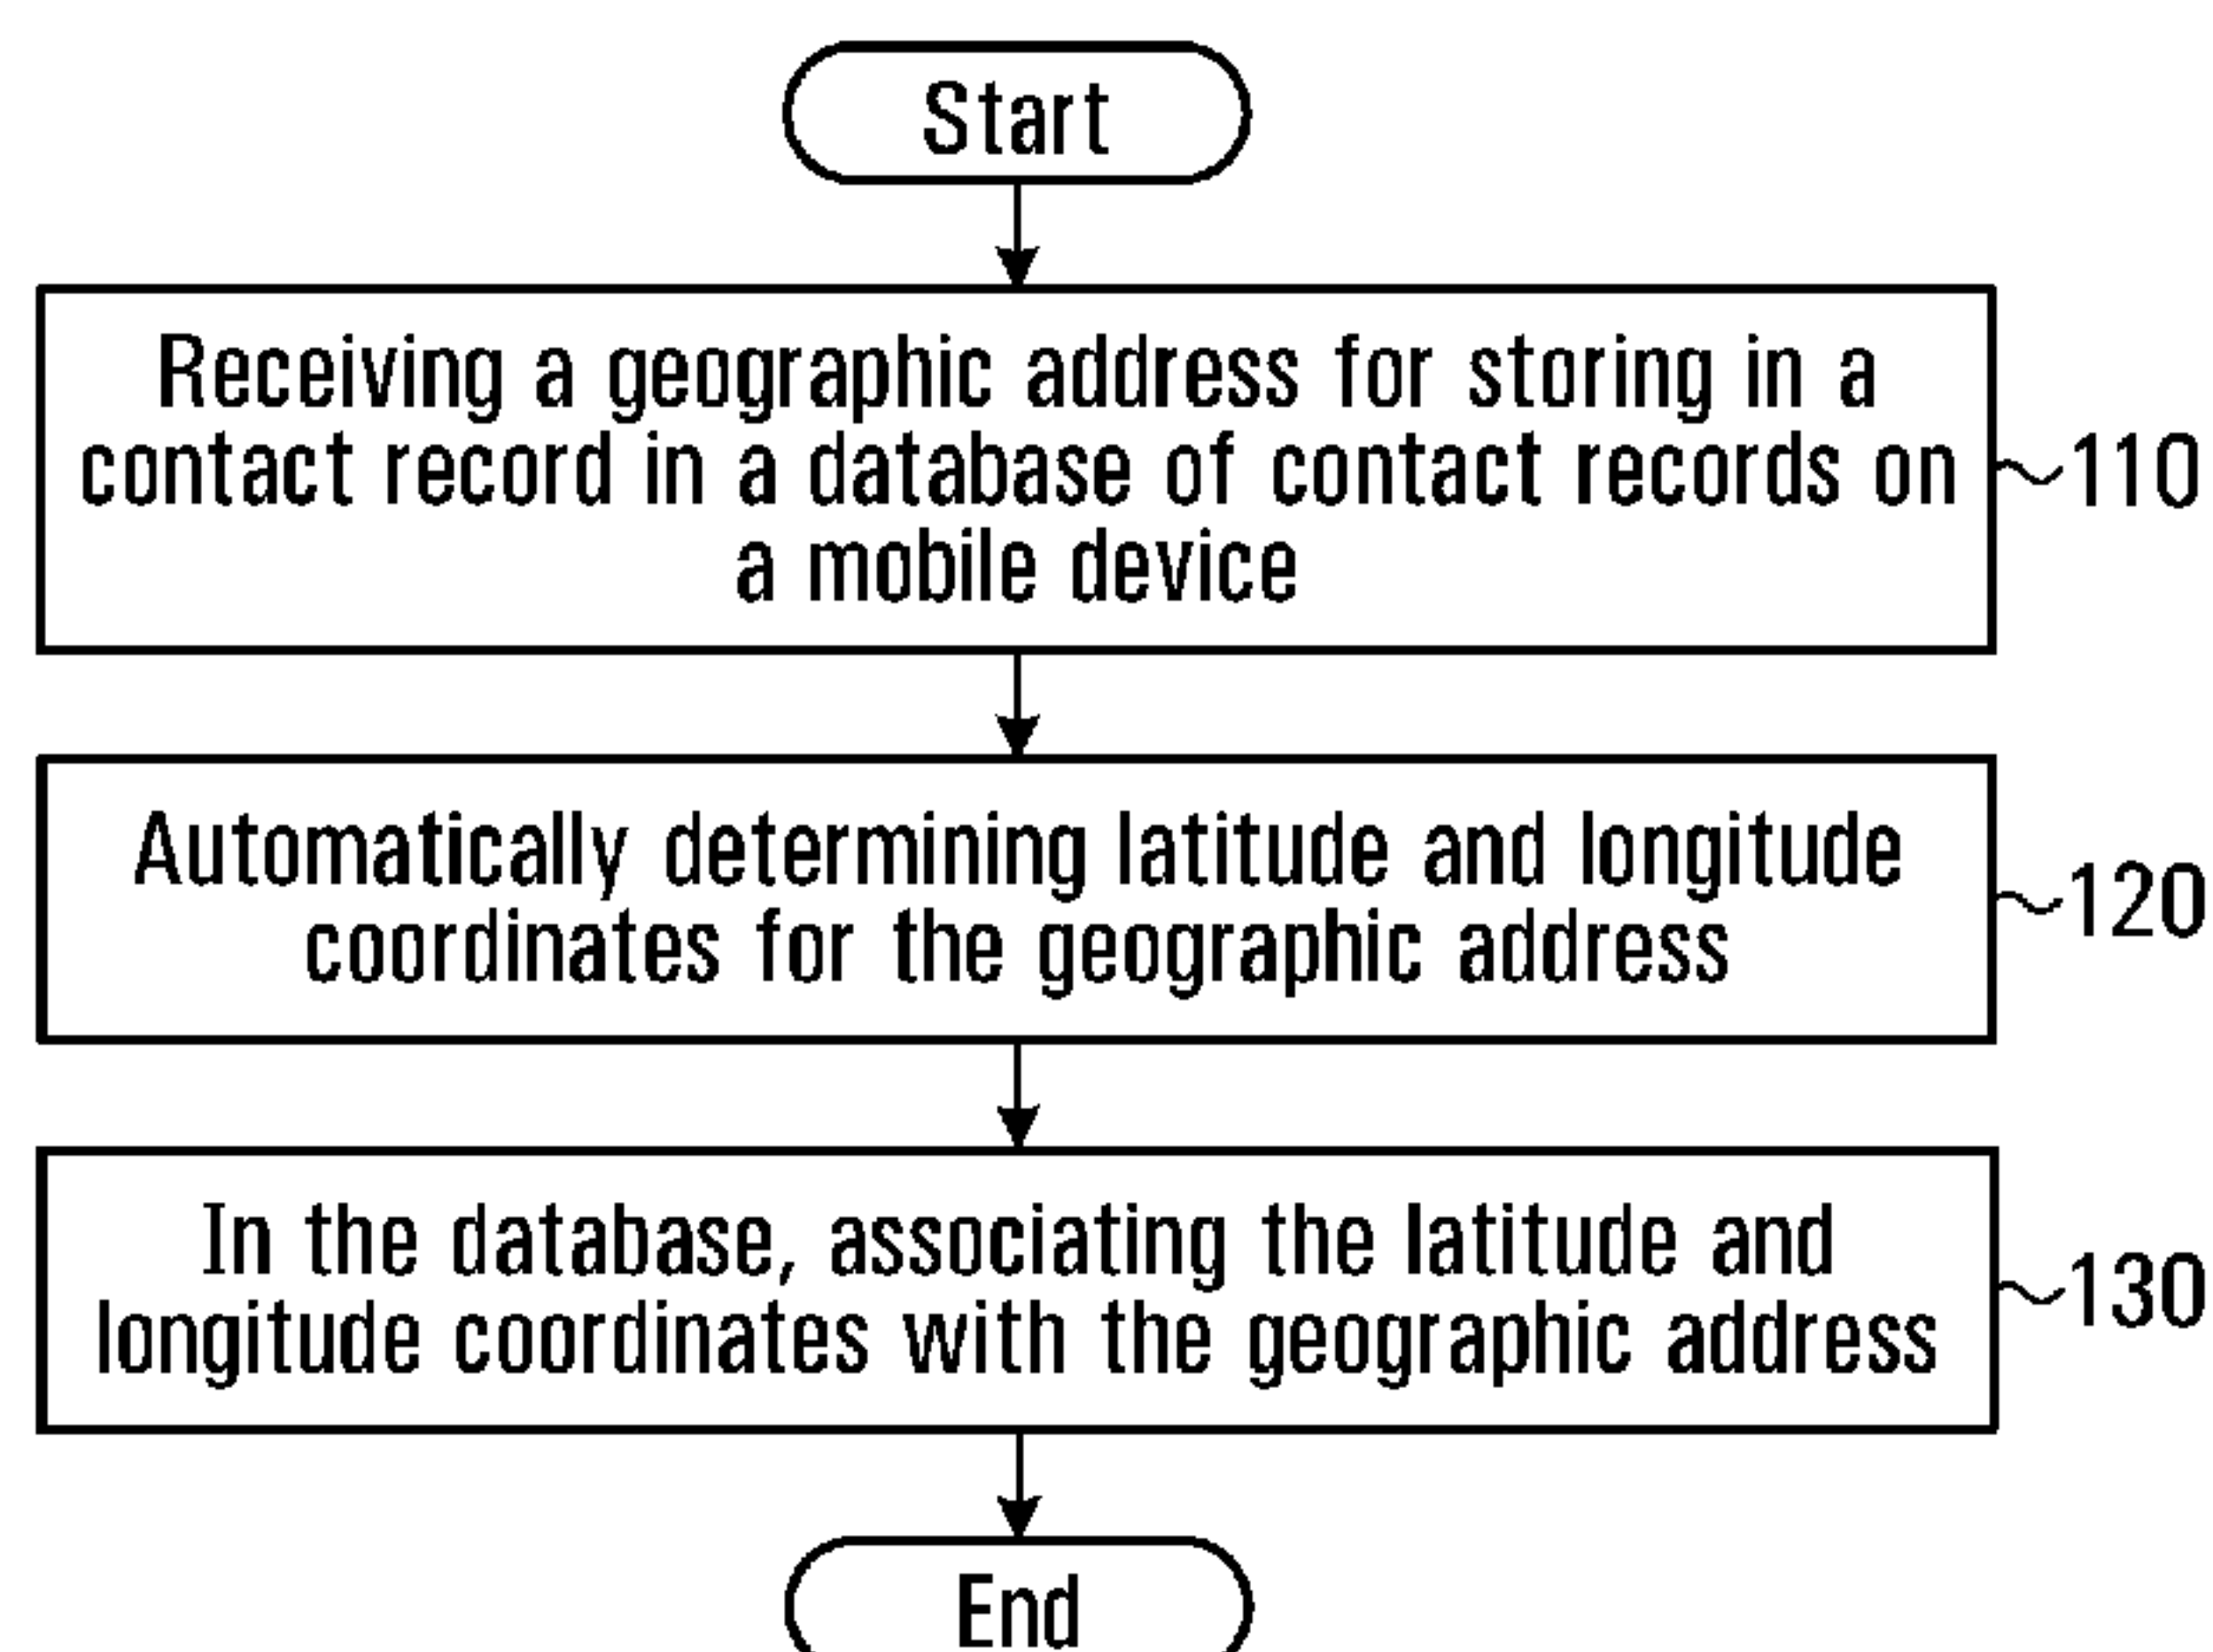 Start
Receiving a geographic address for storing in a
contact record in a database of contact records on
a mobile device
110
Automatically determining latitude and longitude
coordinates for the geographic address
120
In the database, associating the latitude and
longitude coordinates with the geographic address
130
End